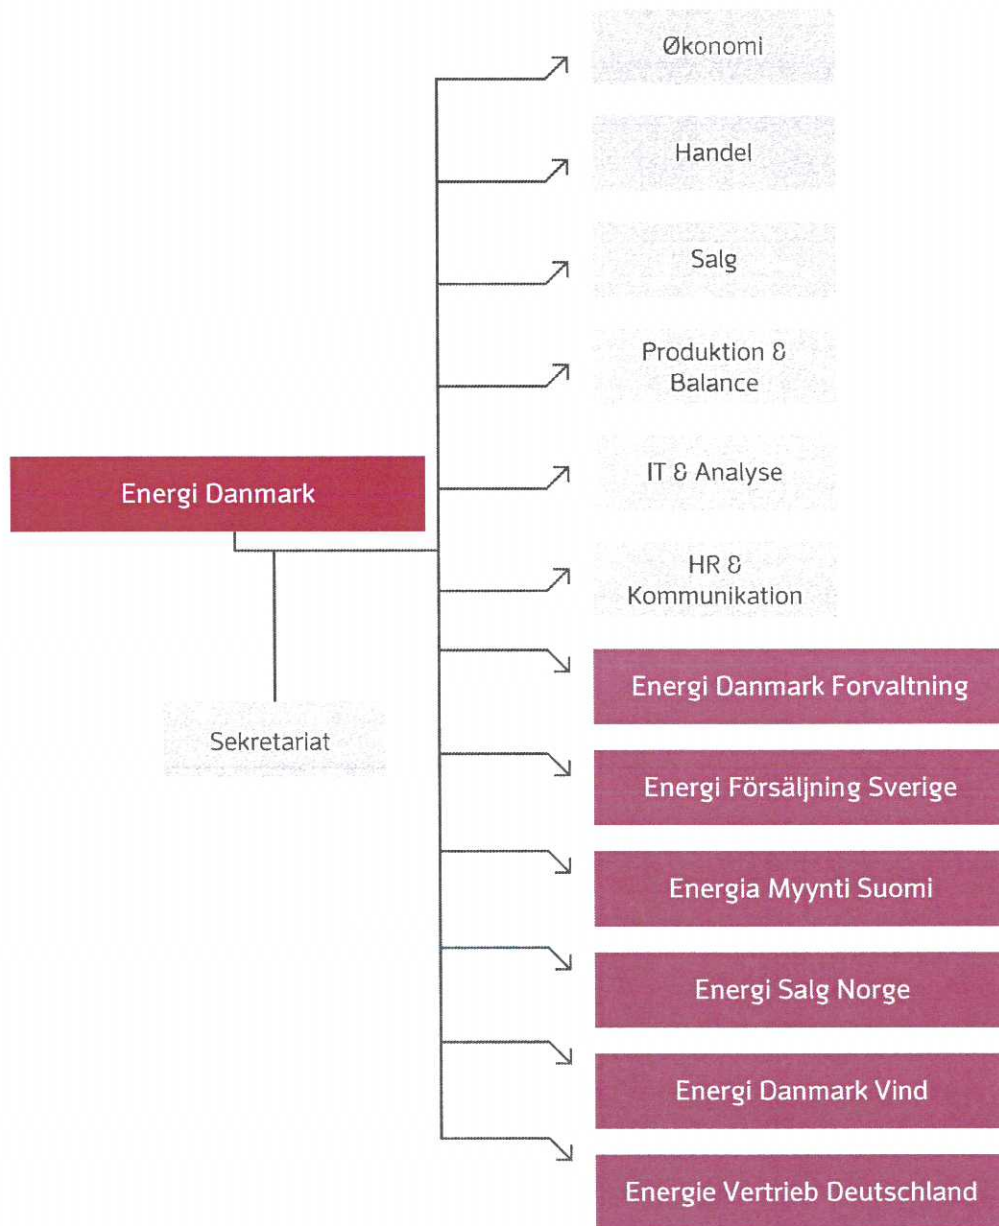 Økonomi
Handel
Salg
Produktion &
Balance
Energi Danmark
IT & Analyse
HR &
Kommunikation
Sekretariat
Energi Danmark Forvaltning
Energi Försäljning Sverige
Energia Myynti Suomi
Energi Salg Norge
Energi Danmark Vind
Energie Vertrieb Deutschland